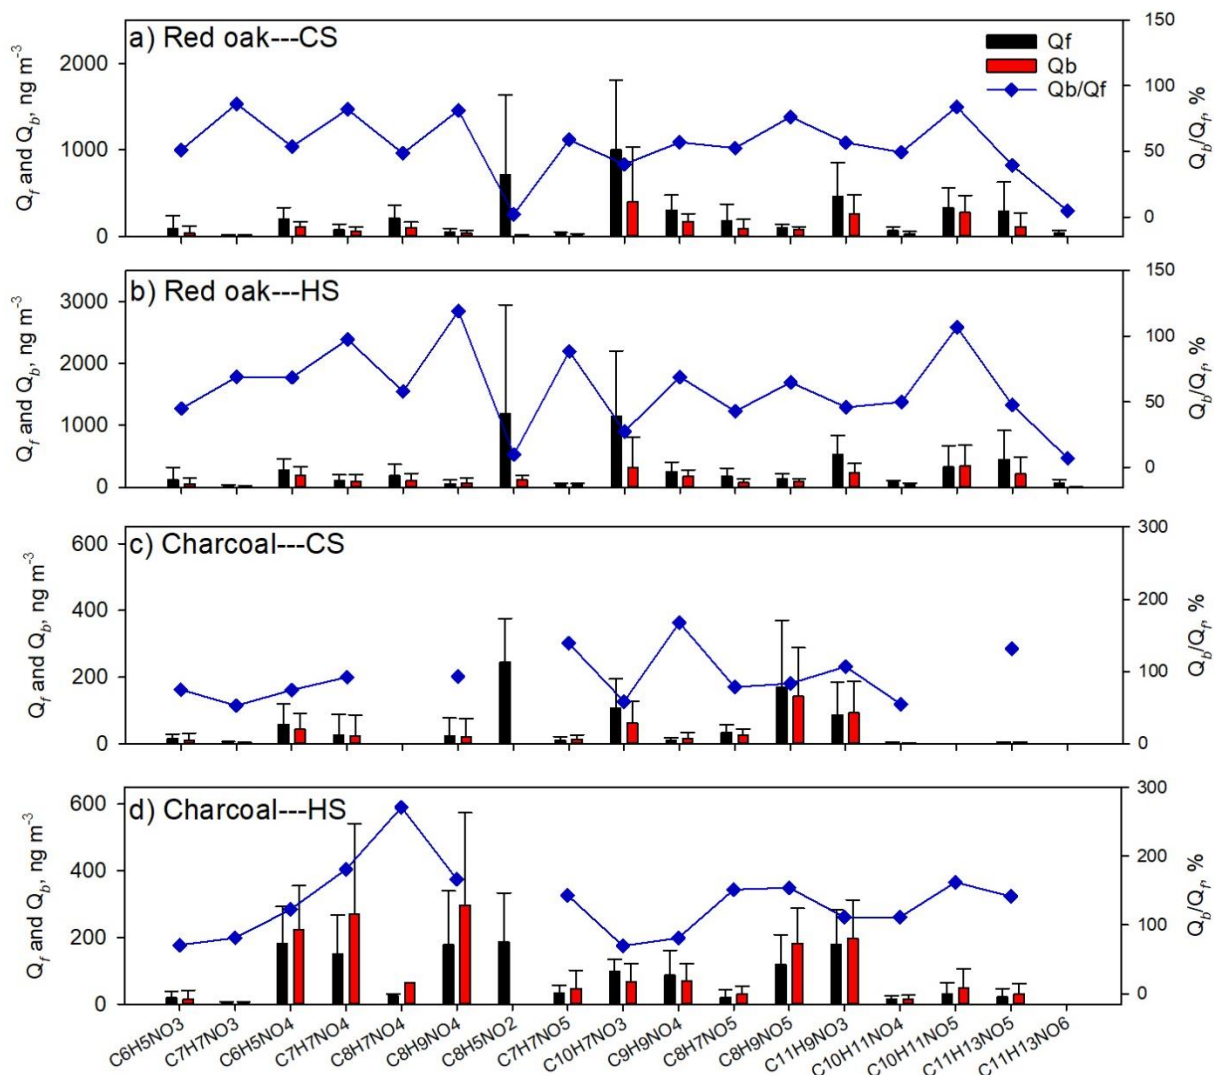 a) Red oak---CS
Qf
Qb
Qb/Qf
Qf and Qb, ng m-3
2000
1000
0
150
100
50
0
Qb/Qf, %
b) Red oak---HS
Qf and Qb, ng m-3
3000
2000
1000
0
150
100
50
0
Qb/Qf, %
c) Charcoal---CS
Qf and Qb, ng m-3
600
400
200
0
300
200
100
0
Qb/Qf, %
d) Charcoal---HS
Qf and Qb, ng m-3
600
400
200
0
300
200
100
0
Qb/Qf, %
C6H5NO3
C7H7NO3
C6H5NO4
C7H7NO4
C8H7NO4
C8H9NO4
C8H5NO2
C7H7NO5
C10H7NO3
C9H9NO4
C8H7NO5
C8H9NO5
C11H9NO3
C10H11NO4
C10H11NO5
C11H13NO5
C11H13NO6